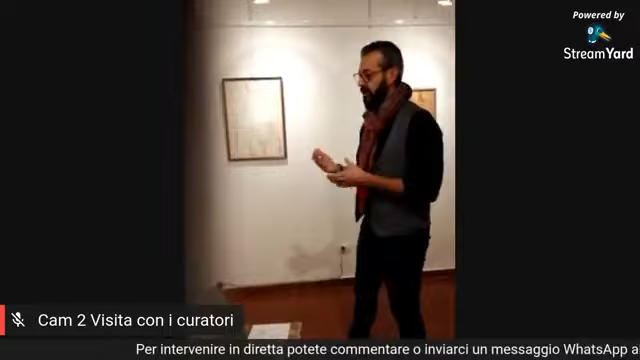 Powered by
StreamYard
Cam 2 Visita con i curatori
Per intervenire in diretta potete commentare o inviarci un messaggio WhatsApp a